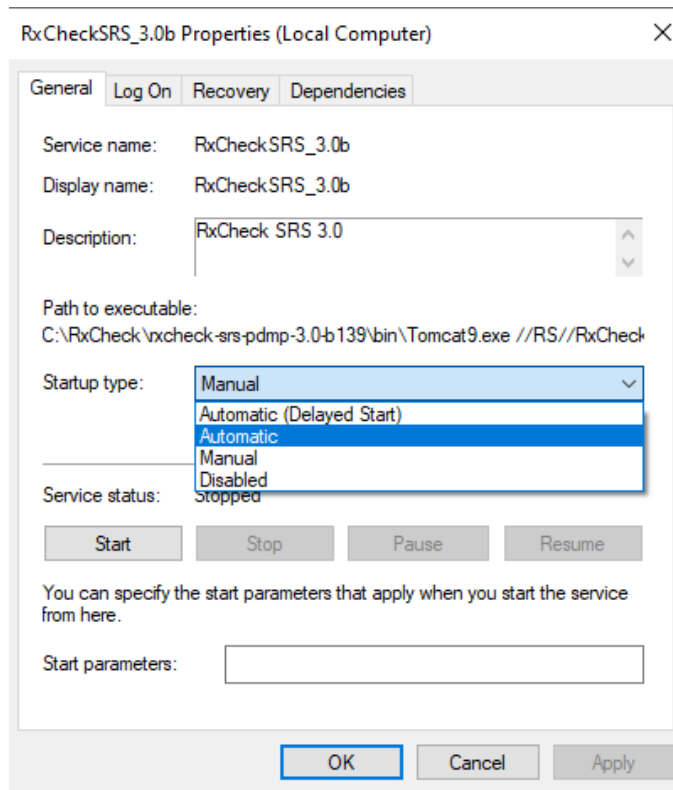 RxCheckSRS_3.0b Properties (Local Computer)
General Log On Recovery Dependencies
Service name: RxCheckSRS_3.0b
Display name: RxCheckSRS_3.0b
Description: RxCheck SRS 3.0
Path to executable:
C:\RxCheck\rxcheck-srs-pdmp-3.0-b139\bin\Tomcat9.exe //RS//RxCheck
Startup type: Manual
Automatic (Delayed Start)
Automatic
Manual
Disabled
Service status: Stopped
Start Stop Pause Resume
You can specify the start parameters that apply when you start the service
from here.
Start parameters:
OK Cancel Apply